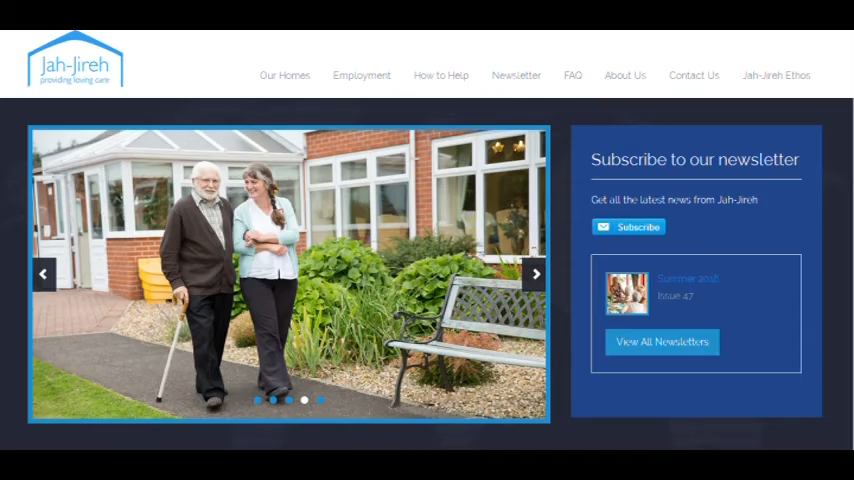 Jah-Jireh
providing loving care
Our Homes
Employment
How to Help
Newsletter
FAQ
About Us
Contact Us
Jah-Jireh Ethos
Subscribe to our newsletter
Get all the latest news from Jah-Jireh
Subscribe
Summer 2018
Issue 47
View All Newsletters